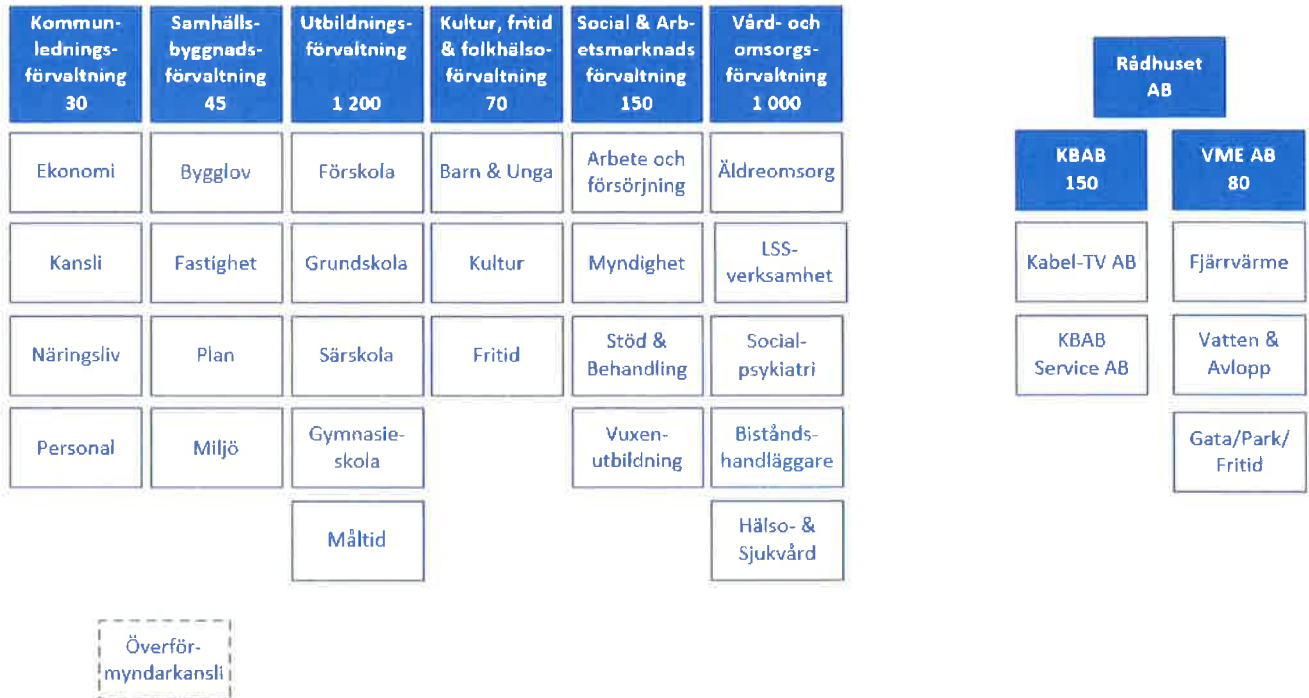 Kommun-
lednings-
förvaltning
30
Ekonomi
Kansli
Näringsliv
Personal
Samhälls-
byggnads-
förvaltning
45
Bygglov
Fastighet
Plan
Miljö
Utbildnings-
förvaltning
1 200
Förskola
Grundskola
Särskola
Gymnasie-
skola
Måltid
Kultur, fritid
& folkhälso-
förvaltning
70
Barn & Unga
Kultur
Fritid
Social & Arb-
etsmarknads
förvaltning
150
Arbete och
försörjning
Myndighet
Stöd &
Behandling
Vuxen-
utbildning
Vård- och
omsorgs-
förvaltning
1 000
Äldreomsorg
LSS-
verksamhet
Social-
psykiatri
Bistånds-
handläggare
Hälso- &
Sjukvård
Överför-
myndarkansli
Rådhuset
AB
KBAB
150
Kabel-TV AB
KBAB
Service AB
VME AB
80
Fjärrvärme
Vatten &
Avlopp
Gata/Park/
Fritid